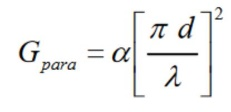 G_para = α[π d / λ]²